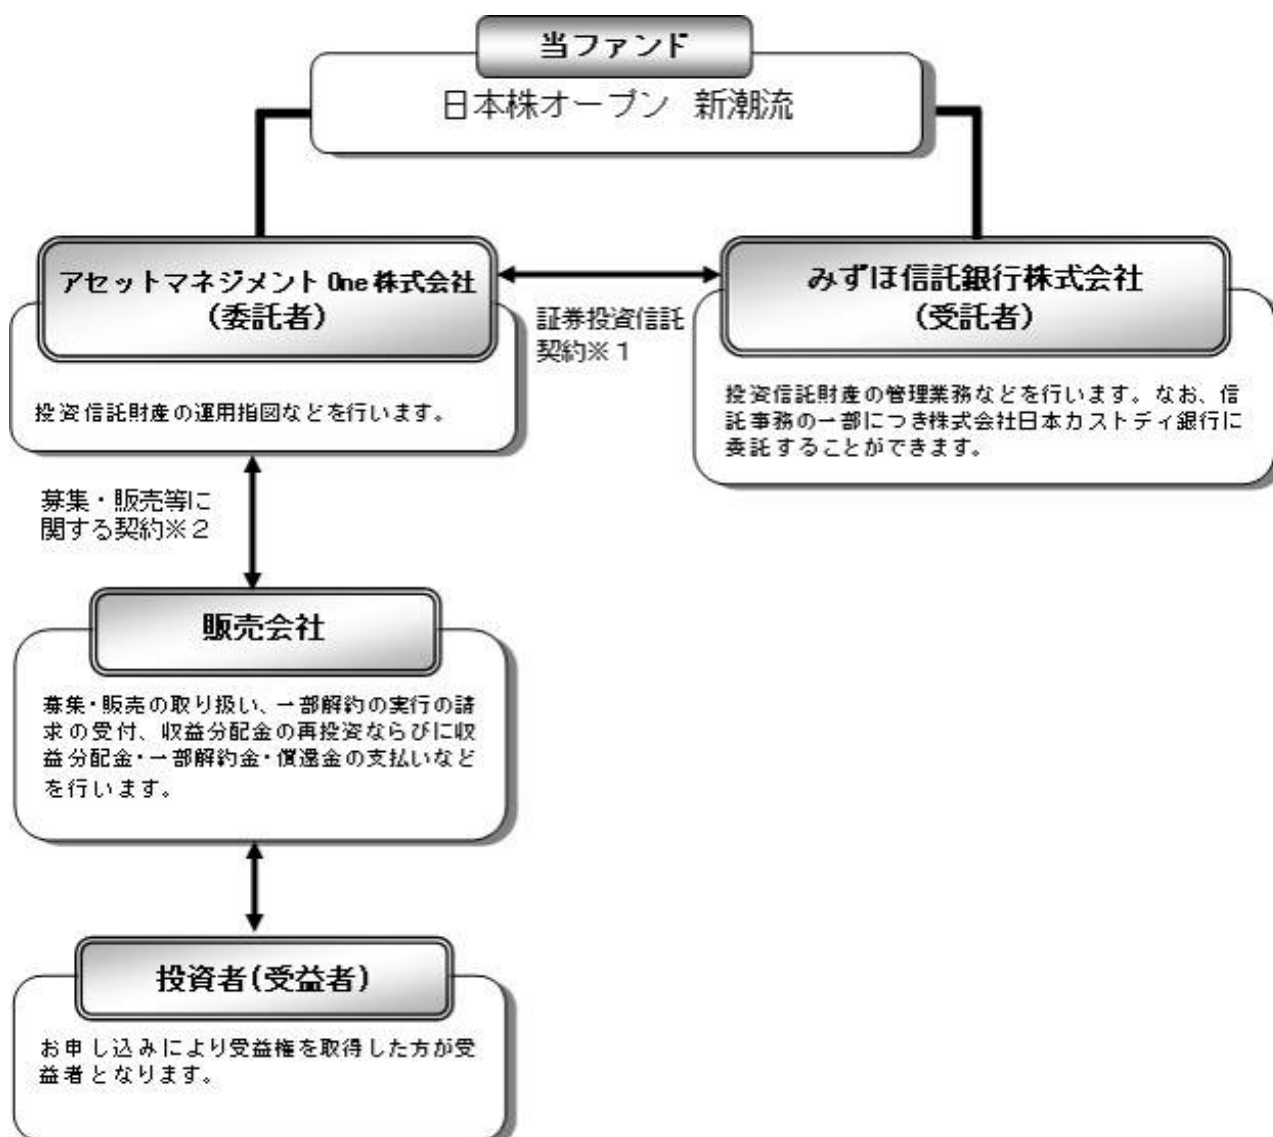 当ファンド
日本株オープン 新潮流
アセットマネジメントOne株式会社
(委託者)
投資信託財産の運用指図などを行います。
証券投資信託
契約※1
みずほ信託銀行株式会社
(受託者)
投資信託財産の管理業務などを行います。なお、信
託事務の一部につき株式会社日本カストディ銀行に
委託することができます。
募集・販売等に
関する契約※2
販売会社
募集・販売の取り扱い、一部解約の実行の請
求の受付、収益分配金の再投資ならびに収
益分配金・一部解約金・償還金の支払いなど
を行います。
投資者(受益者)
お申し込みにより受益権を取得した方が受
益者となります。